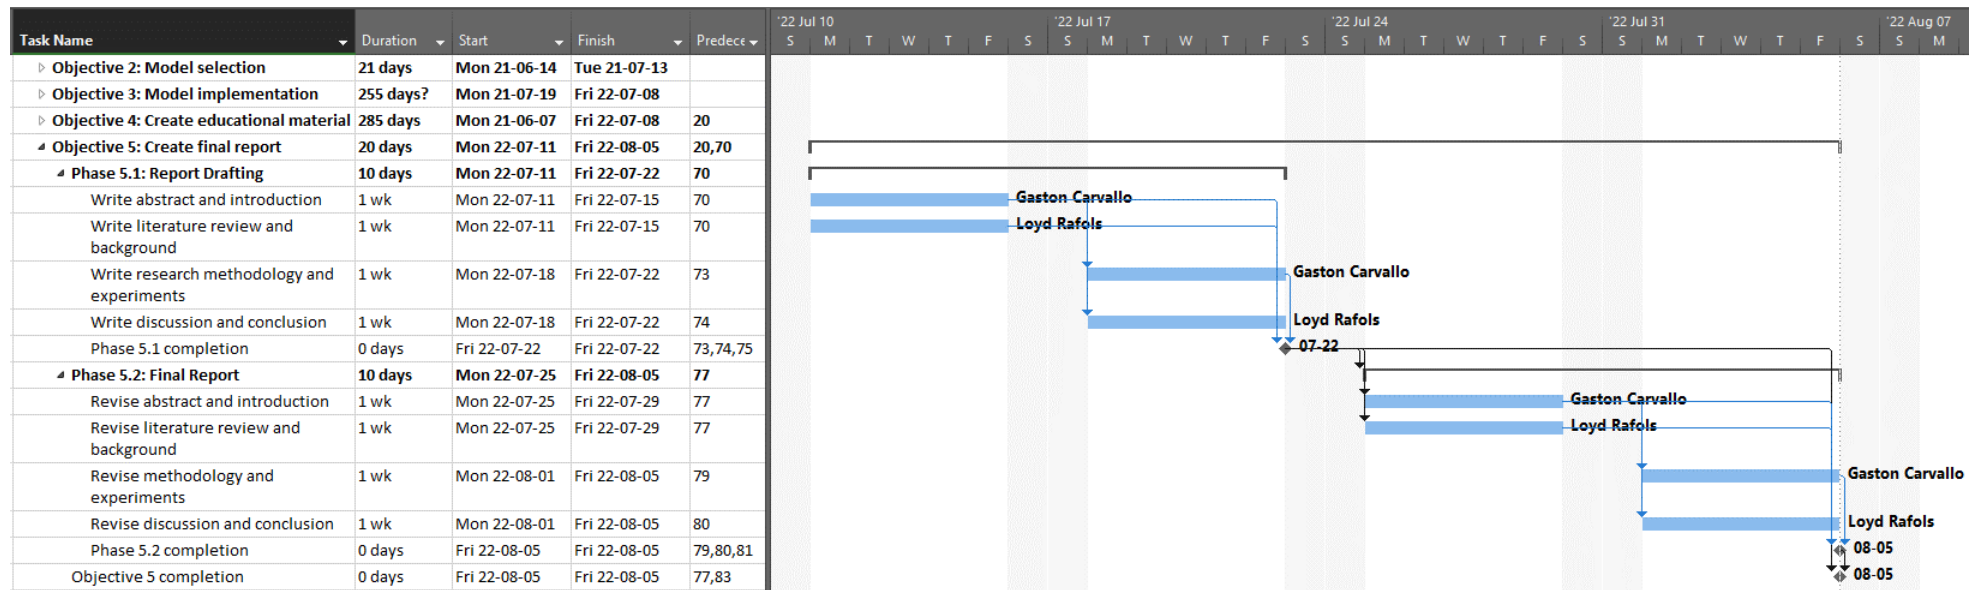 '22 Jul 10 '22 Jul 17 '22 Jul 24 '22 Jul 31 '22 Aug 07
Task Name Duration Start Finish Predece S M T W T F S S M T W T F S S M T W T F S S M T W T F S S M
Objective 2: Model selection 21 days Mon 21-06-14 Tue 21-07-13
Objective 3: Model implementation 255 days? Mon 21-07-19 Fri 22-07-08
Objective 4: Create educational material 285 days Mon 21-06-07 Fri 22-07-08 20
Objective 5: Create final report 20 days Mon 22-07-11 Fri 22-08-05 20,70
Phase 5.1: Report Drafting 10 days Mon 22-07-11 Fri 22-07-22 70
Write abstract and introduction 1 wk Mon 22-07-11 Fri 22-07-15 70 Gaston Carvallo
Write literature review and 1 wk Mon 22-07-11 Fri 22-07-15 70 Loyd Rafols
background
Write research methodology and 1 wk Mon 22-07-18 Fri 22-07-22 73 Gaston Carvallo
experiments
Write discussion and conclusion 1 wk Mon 22-07-18 Fri 22-07-22 74 Loyd Rafols
Phase 5.1 completion 0 days Fri 22-07-22 Fri 22-07-22 73,74,75 07-22
Phase 5.2: Final Report 10 days Mon 22-07-25 Fri 22-08-05 77
Revise abstract and introduction 1 wk Mon 22-07-25 Fri 22-07-29 77 Gaston Carvallo
Revise literature review and 1 wk Mon 22-07-25 Fri 22-07-29 77 Loyd Rafols
background
Revise methodology and 1 wk Mon 22-08-01 Fri 22-08-05 79 Gaston Carvallo
experiments
Revise discussion and conclusion 1 wk Mon 22-08-01 Fri 22-08-05 80 Loyd Rafols
Phase 5.2 completion 0 days Fri 22-08-05 Fri 22-08-05 79,80,81 08-05
Objective 5 completion 0 days Fri 22-08-05 Fri 22-08-05 77,83 08-05